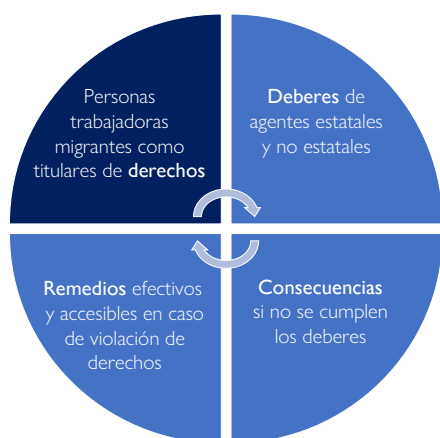 Personas
trabajadoras
migrantes como
titulares de derechos
Deberes de
agentes estatales
y no estatales
Remedios efectivos
y accesibles en caso
de violación de
derechos
Consecuencias
si no se cumplen
los deberes